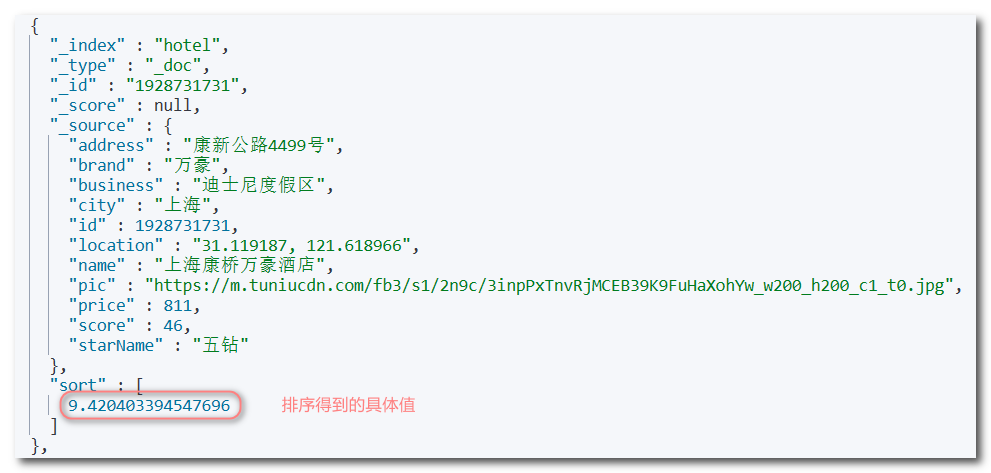 {
"_index" : "hotel",
"_type" : "_doc",
"_id" : "1928731731",
"_score" : null,
"_source" : {
"address" : "康新公路4499号",
"brand" : "万豪",
"business" : "迪士尼度假区",
"city" : "上海",
"id" : 1928731731,
"location" : "31.119187, 121.618966",
"name" : "上海康桥万豪酒店",
"pic" : "https://m.tuniucdn.com/fb3/s1/2n9c/3inpPxTnvRjMCEB39K9FuHaXohYw_w200_h200_c1_t0.jpg",
"price" : 811,
"score" : 46,
"starName" : "五钻"
},
"sort" : [
9.420403394547696 排序得到的具体值
]
},